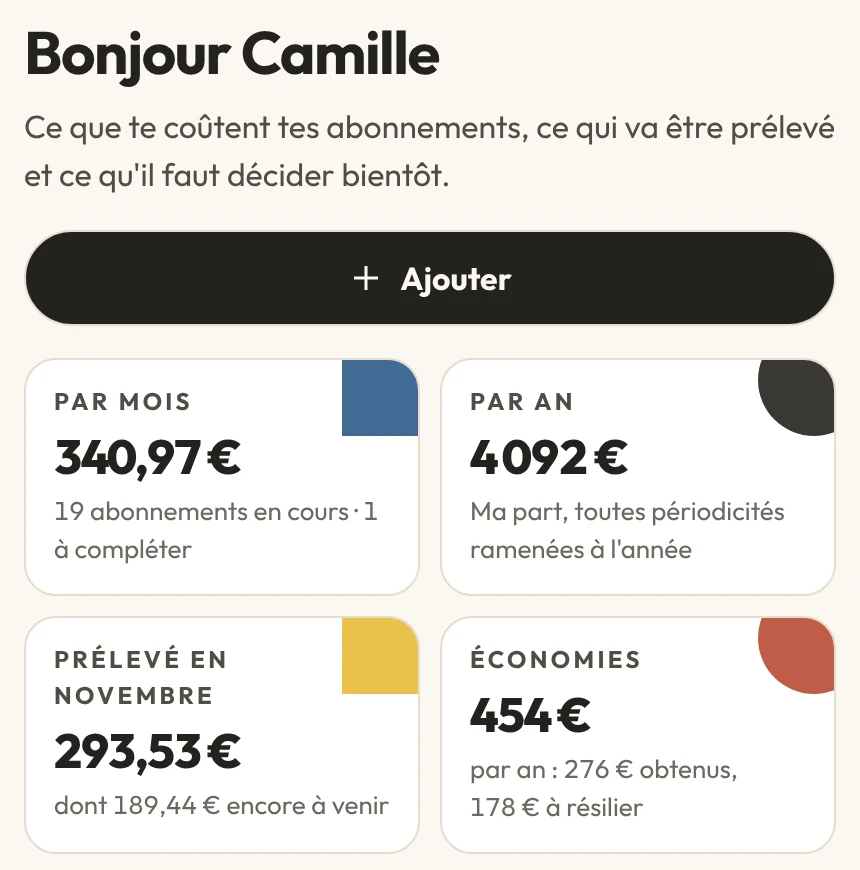 Bonjour Camille
Ce que te coûtent tes abonnements, ce qui va être prélevé
et ce qu'il faut décider bientôt.
+ Ajouter
PAR MOIS
340,97 €
19 abonnements en cours · 1
à compléter
PAR AN
4 092 €
Ma part, toutes périodicités
ramenées à l'année
PRÉLEVÉ EN
NOVEMBRE
293,53 €
dont 189,44 € encore à venir
ÉCONOMIES
454 €
par an : 276 € obtenus,
178 € à résilier